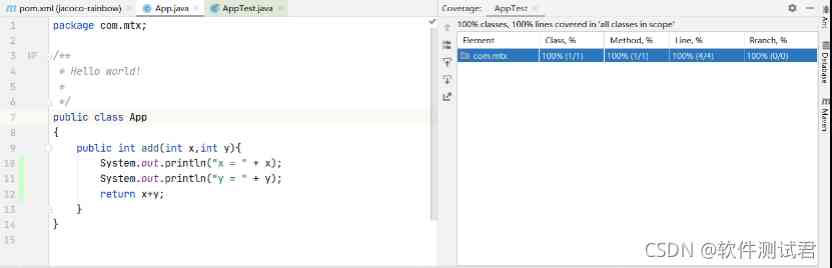 pom.xml (jacoco-rainbow) × App.java × AppTest.java ×
1 package com.mtx;
2
3 /**
4 * Hello world!
5 *
6 */
7 public class App
8 {
9 public int add(int x,int y){
10 System.out.println("x = " + x);
11 System.out.println("y = " + y);
12 return x+y;
13 }
14 }
15
Coverage: AppTest ×
100% classes, 100% lines covered in 'all classes in scope'
Element Class, % Method, % Line, % Branch, %
com.mtx 100% (1/1) 100% (1/1) 100% (4/4) 100% (0/0)
Database
Maven
CSDN @软件测试君